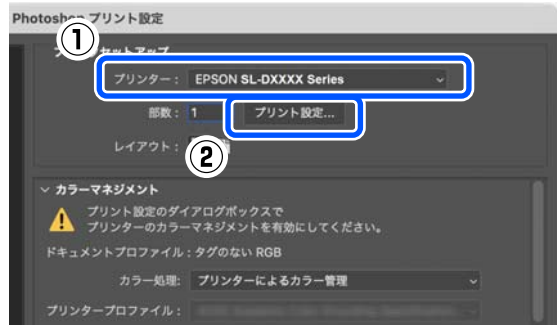 Photoshop プリント設定
①
プリンター： EPSON SL-DXXXX Series
部数： 1 プリント設定...
レイアウト：
②
カラーマネジメント
プリント設定のダイアログボックスで
プリンターのカラーマネジメントを有効にしてください。
ドキュメントプロファイル : タグのない RGB
カラー処理: プリンターによるカラー管理
プリンタープロファイル :